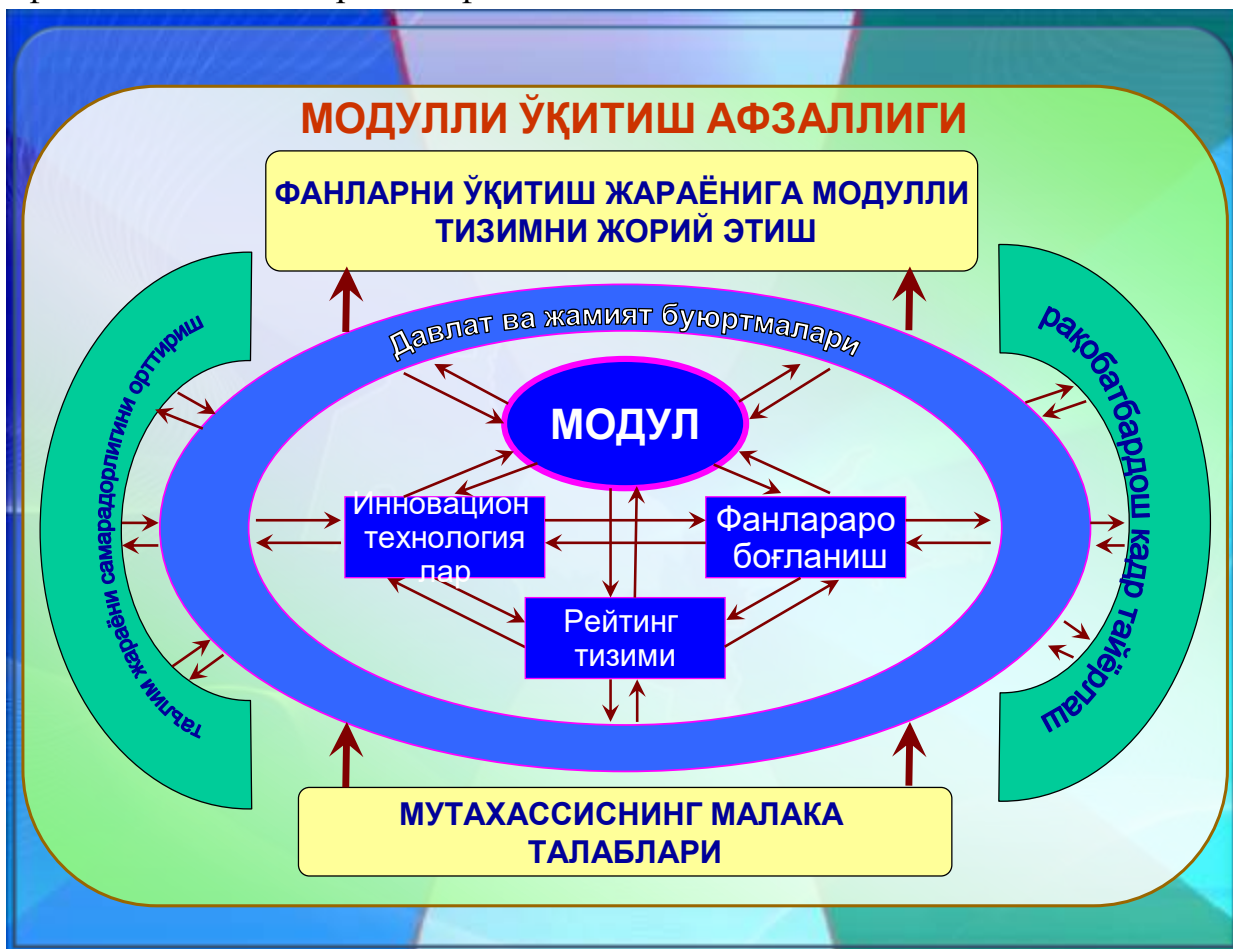 МОДУЛЛИ ЎҚИТИШ АФЗАЛЛИГИ
ФАНЛАРНИ ЎҚИТИШ ЖАРАЁНИГА МОДУЛЛИ
ТИЗИМНИ ЖОРИЙ ЭТИШ
Давлат ва жамият буюртмалари
таълим жараёни самарадорлигини орттириш
рақобатбардош кадр тайёрлаш
МОДУЛ
Инновацион
технология
лар
Фанлараро
боғланиш
Рейтинг
тизими
МУТАХАССИСНИНГ МАЛАКА
ТАЛАБЛАРИ